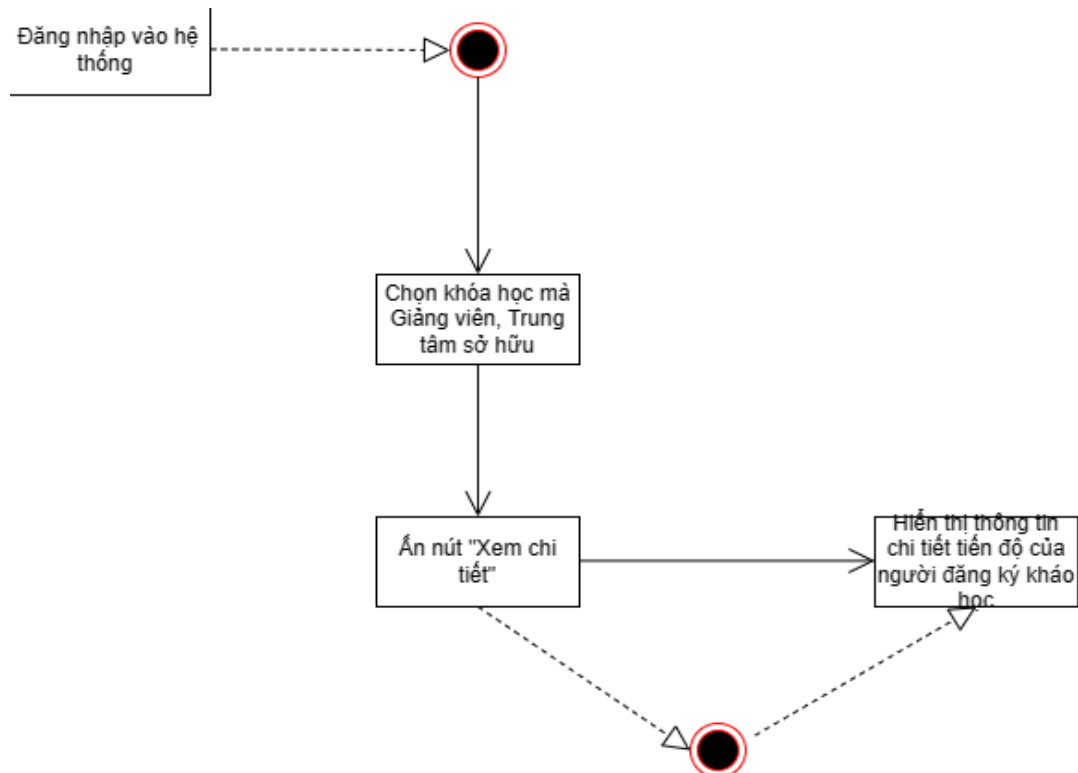 Đăng nhập vào hệ
thống
Chọn khóa học mà
Giảng viên, Trung
tâm sở hữu
Ấn nút "Xem chi
tiết"
Hiển thị thông tin
chi tiết tiến độ của
người đăng ký kháo
học